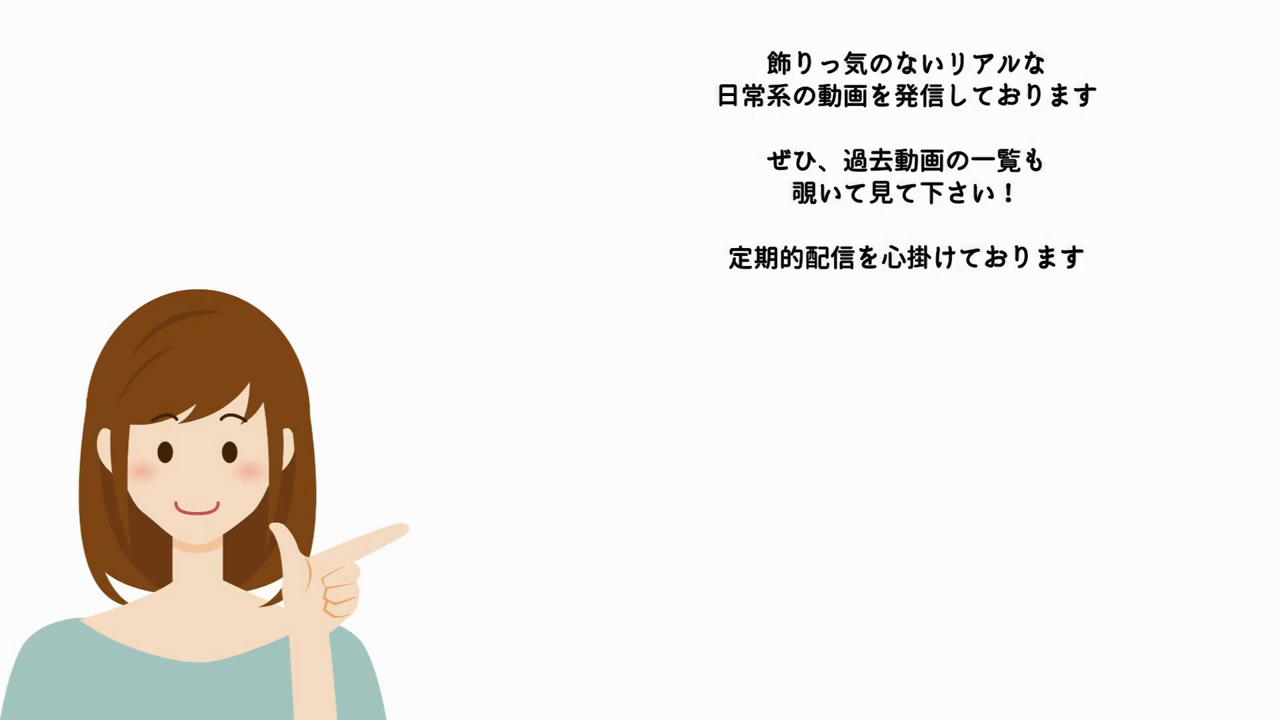 飾りっ気のないリアルな
日常系の動画を発信しております
ぜひ、過去動画の一覧も
覗いて見て下さい！
定期的配信を心掛けております